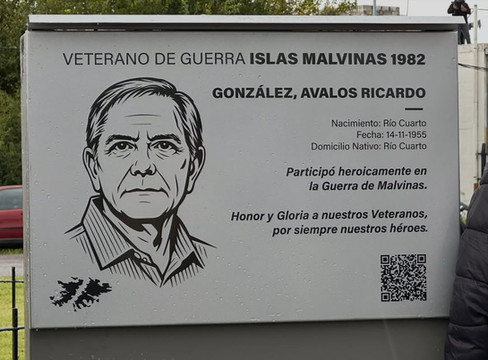 VETERANO DE GUERRA ISLAS MALVINAS 1982
GONZÁLEZ, AVALOS RICARDO
Nacimiento: Río Cuarto
Fecha: 14-11-1955
Domicilio Nativo: Río Cuarto
Participó heroicamente en
la Guerra de Malvinas.
Honor y Gloria a nuestros Veteranos,
por siempre nuestros héroes.